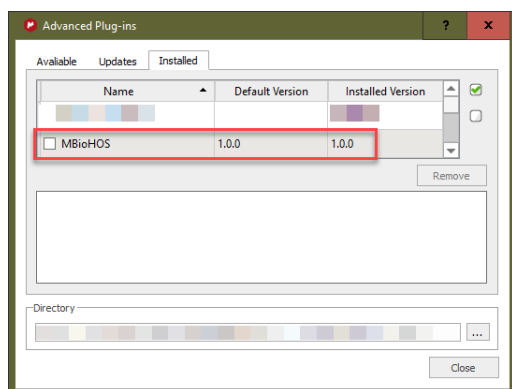 Advanced Plug-ins ? x
Avaliable Updates Installed
Name Default Version Installed Version
MBioHOS 1.0.0 1.0.0
Remove
Directory
...
Close